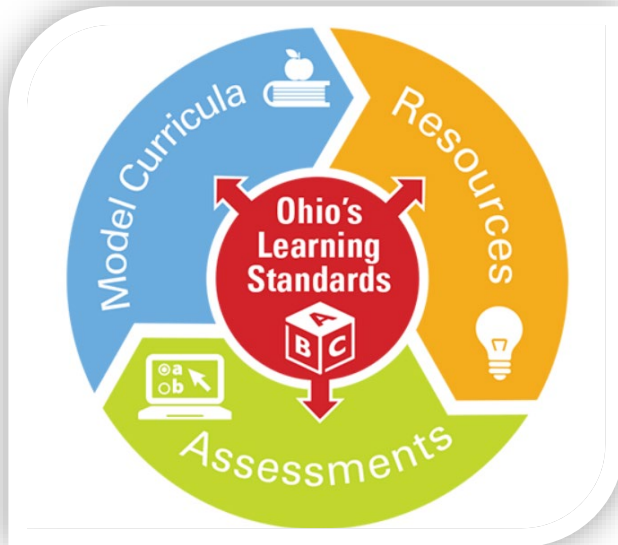 Model Curricula
Resources
Ohio's
Learning
Standards
A
B C
a
b
Assessments